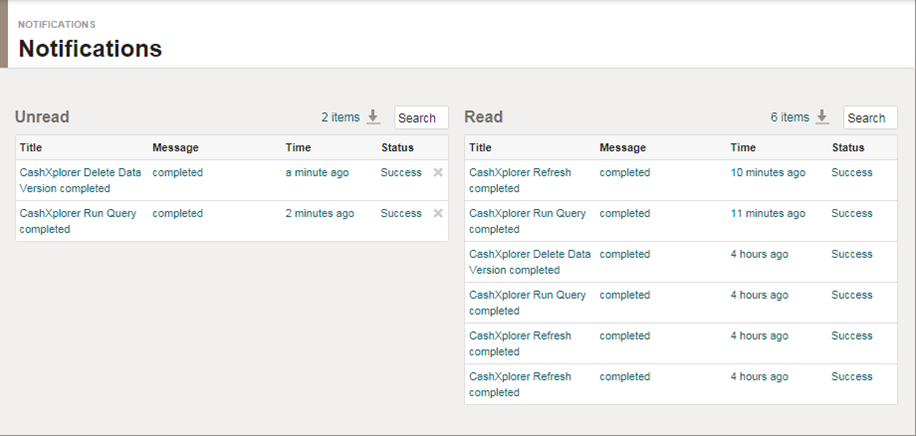 NOTIFICATIONS
Notifications
Unread 2 items Search
Title Message Time Status
CashXplorer Delete Data completed a minute ago Success
Version completed
CashXplorer Run Query completed 2 minutes ago Success
completed
Read 6 items Search
Title Message Time Status
CashXplorer Refresh completed 10 minutes ago Success
completed
CashXplorer Run Query completed 11 minutes ago Success
completed
CashXplorer Delete Data completed 4 hours ago Success
Version completed
CashXplorer Run Query completed 4 hours ago Success
completed
CashXplorer Refresh completed 4 hours ago Success
completed
CashXplorer Refresh completed 4 hours ago Success
completed